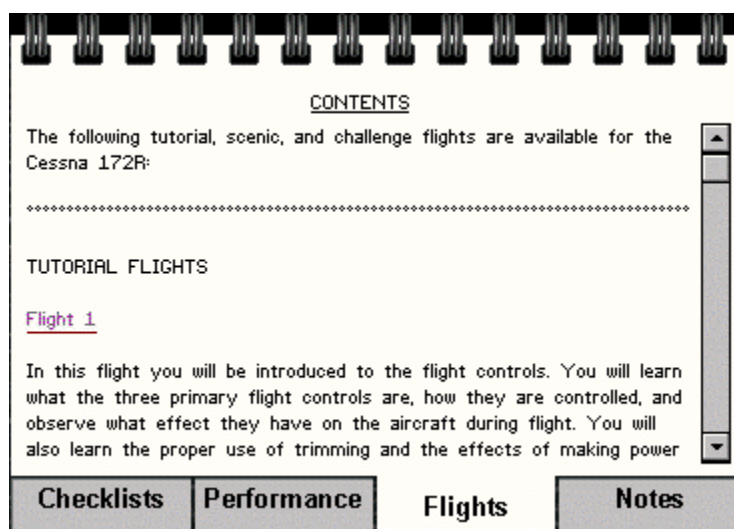 CONTENTS
The following tutorial, scenic, and challenge flights are available for the
Cessna 172R:
TUTORIAL FLIGHTS
Flight 1
In this flight you will be introduced to the flight controls. You will learn
what the three primary flight controls are, how they are controlled, and
observe what effect they have on the aircraft during flight. You will
also learn the proper use of trimming and the effects of making power
Checklists Performance Flights Notes